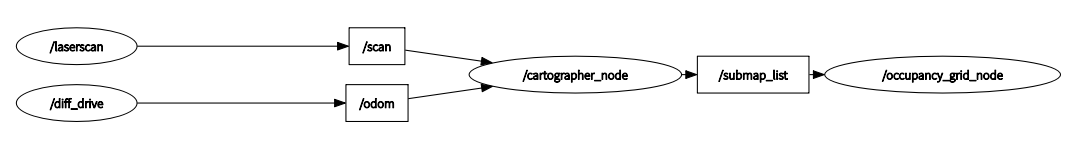 /laserscan
/scan
/cartographer_node
/submap_list
/occupancy_grid_node
/diff_drive
/odom